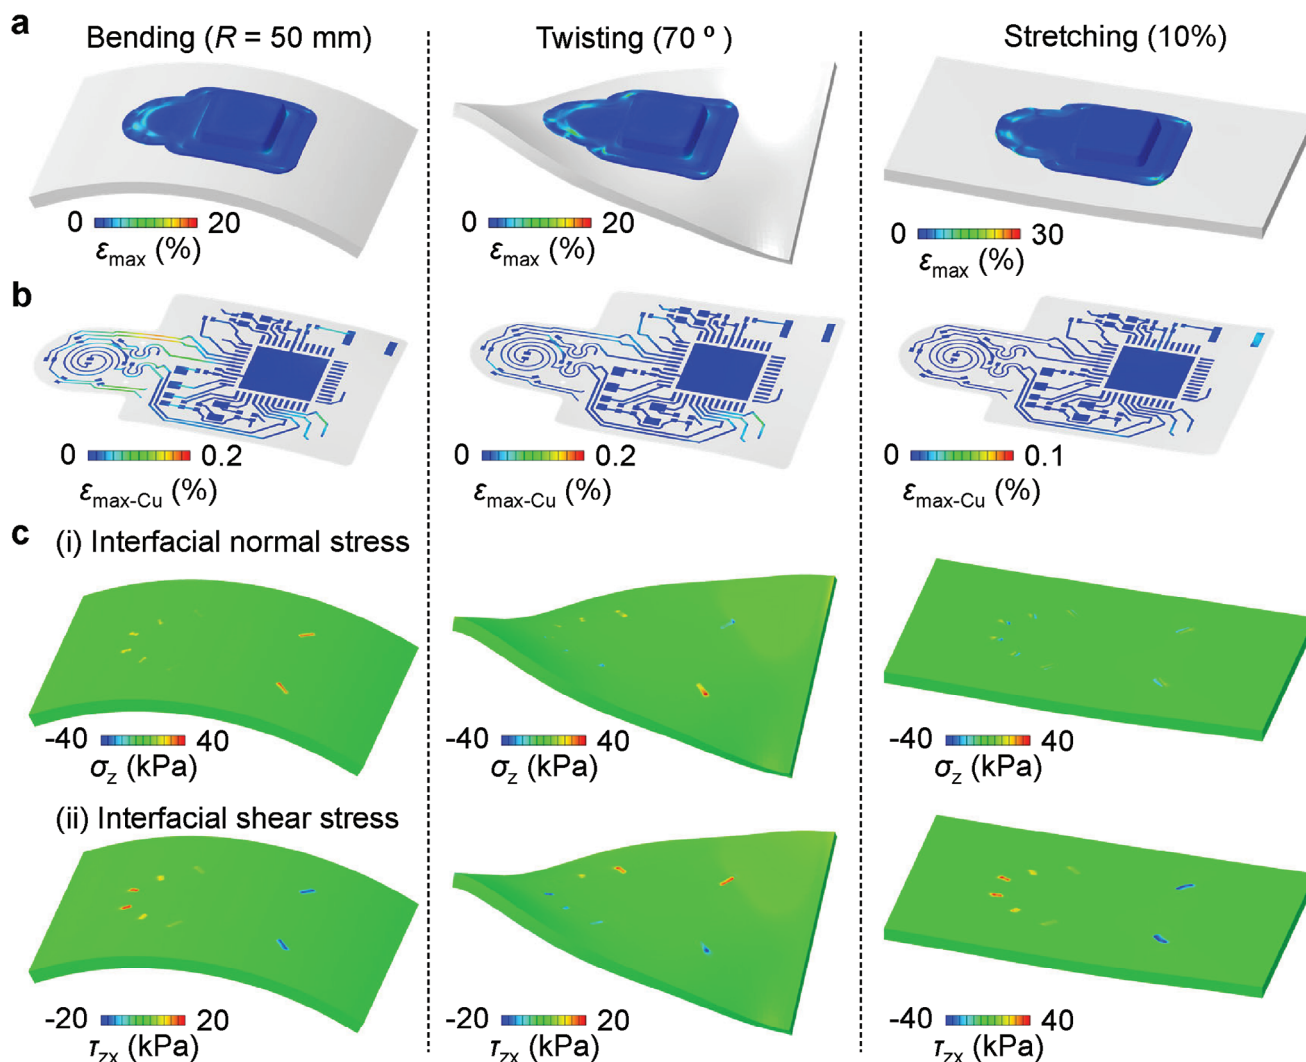 a
Bending (R = 50 mm)
Twisting (70 º )
Stretching (10%)
0 20
εmax (%)
0 20
εmax (%)
0 30
εmax (%)
b
0 0.2
εmax-Cu (%)
0 0.2
εmax-Cu (%)
0 0.1
εmax-Cu (%)
c
(i) Interfacial normal stress
-40 40
σz (kPa)
-40 40
σz (kPa)
-40 40
σz (kPa)
(ii) Interfacial shear stress
-20 20
τzx (kPa)
-20 20
τzx (kPa)
-40 40
τzx (kPa)